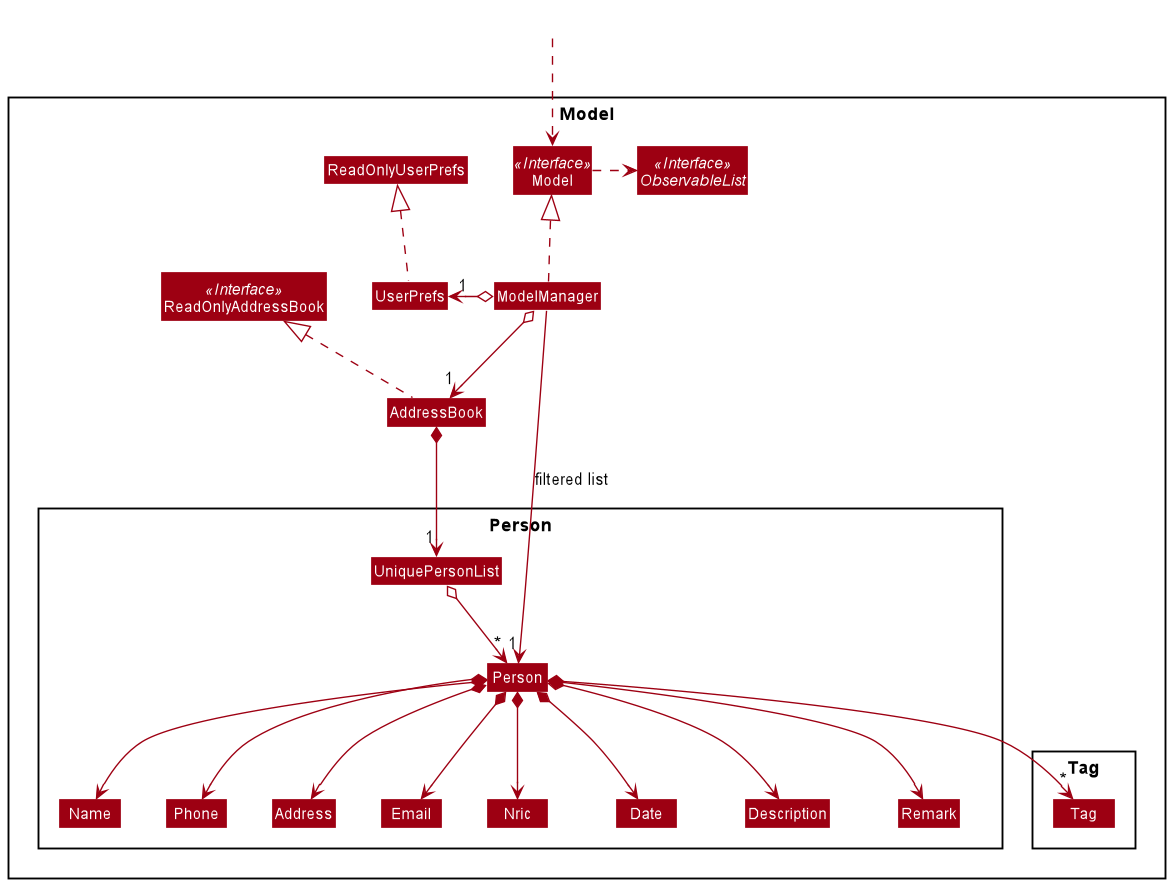 Model
«Interface»
Model
«Interface»
ObservableList
ReadOnlyUserPrefs
«Interface»
ReadOnlyAddressBook
UserPrefs
1
ModelManager
1
AddressBook
filtered list
Person
1
UniquePersonList
* 1
Person
Tag
*
Name
Phone
Address
Email
Nric
Date
Description
Remark
Tag